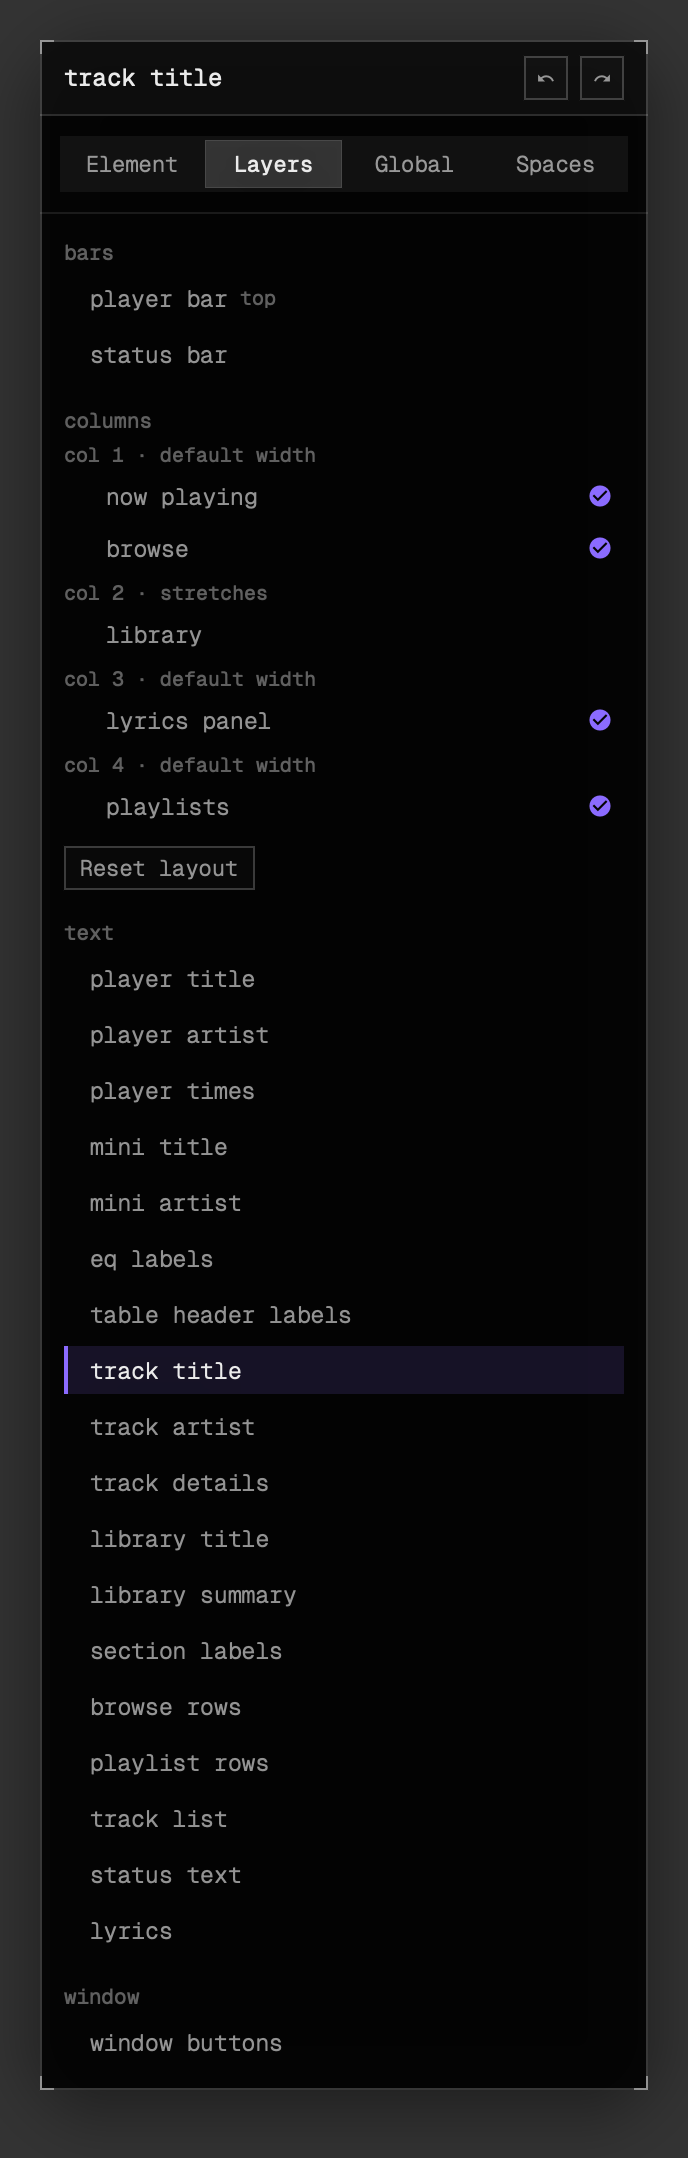 track title
Element Layers Global Spaces
bars
player bar top
status bar
columns
col 1 · default width
now playing
browse
col 2 · stretches
library
col 3 · default width
lyrics panel
col 4 · default width
playlists
Reset layout
text
player title
player artist
player times
mini title
mini artist
eq labels
table header labels
track title
track artist
track details
library title
library summary
section labels
browse rows
playlist rows
track list
status text
lyrics
window
window buttons